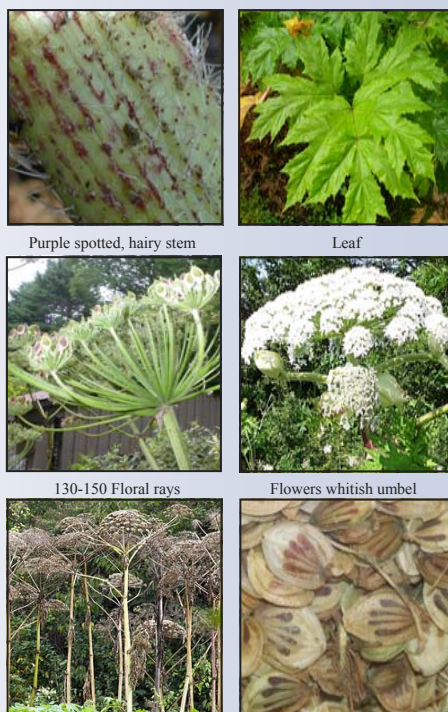 Purple spotted, hairy stem
Leaf
130-150 Floral rays
Flowers whitish umbel